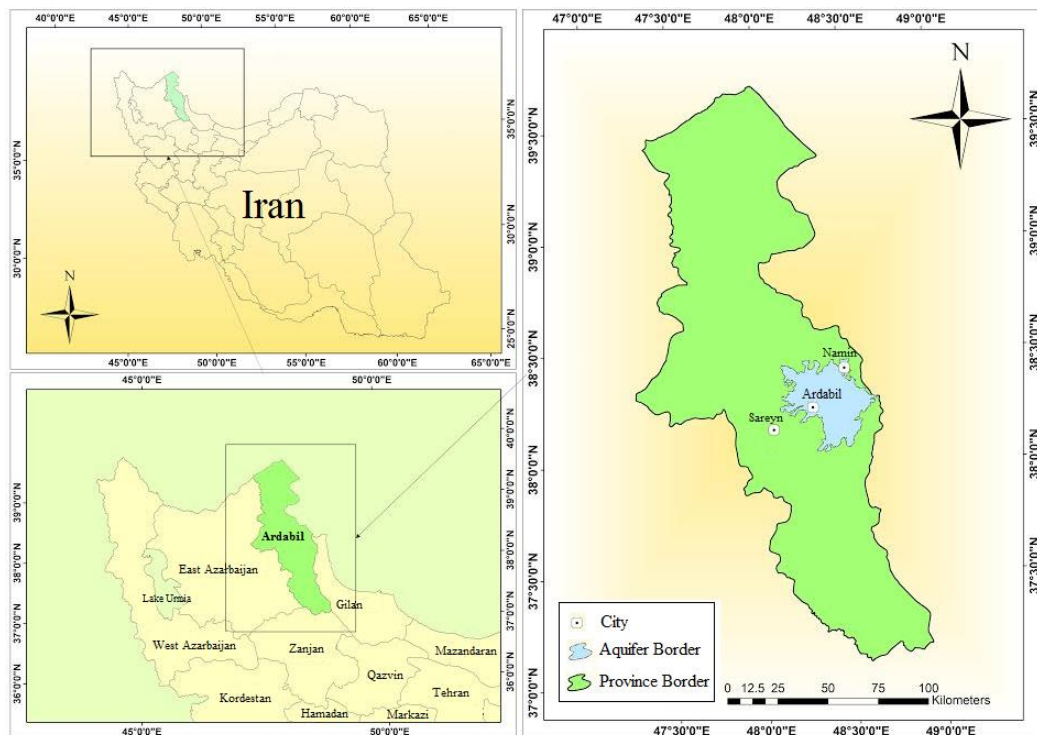 40°0'0"E 45°0'0"E 50°0'0"E 55°0'0"E 60°0'0"E 65°0'0"E
35°0'0"N
30°0'0"N
Iran
N
35°0'0"N
30°0'0"N
25°0'0"N
45°0'0"E 50°0'0"E 55°0'0"E 60°0'0"E 65°0'0"E
45°0'0"E 50°0'0"E
39°0'0"N
38°0'0"N
37°0'0"N
36°0'0"N
Ardabil
East Azarbaijan
Lake Urmia
Gilan
West Azarbaijan
Zanjan
Mazandaran
Qazvin
Kordestan
Tehran
Hamadan
Markazi
40°0'0"N
39°0'0"N
38°0'0"N
37°0'0"N
36°0'0"N
45°0'0"E 50°0'0"E
47°0'0"E 47°30'0"E 48°0'0"E 48°30'0"E 49°0'0"E
N
39°30'0"N
39°0'0"N
38°30'0"N
38°0'0"N
37°30'0"N
37°0'0"N
Namin
Ardabil
Sareyn
39°30'0"N
39°0'0"N
38°30'0"N
38°0'0"N
37°30'0"N
37°0'0"N
City
Aquifer Border
Province Border
0 12.5 25 50 75 100
Kilometers
47°30'0"E 48°0'0"E 48°30'0"E 49°0'0"E